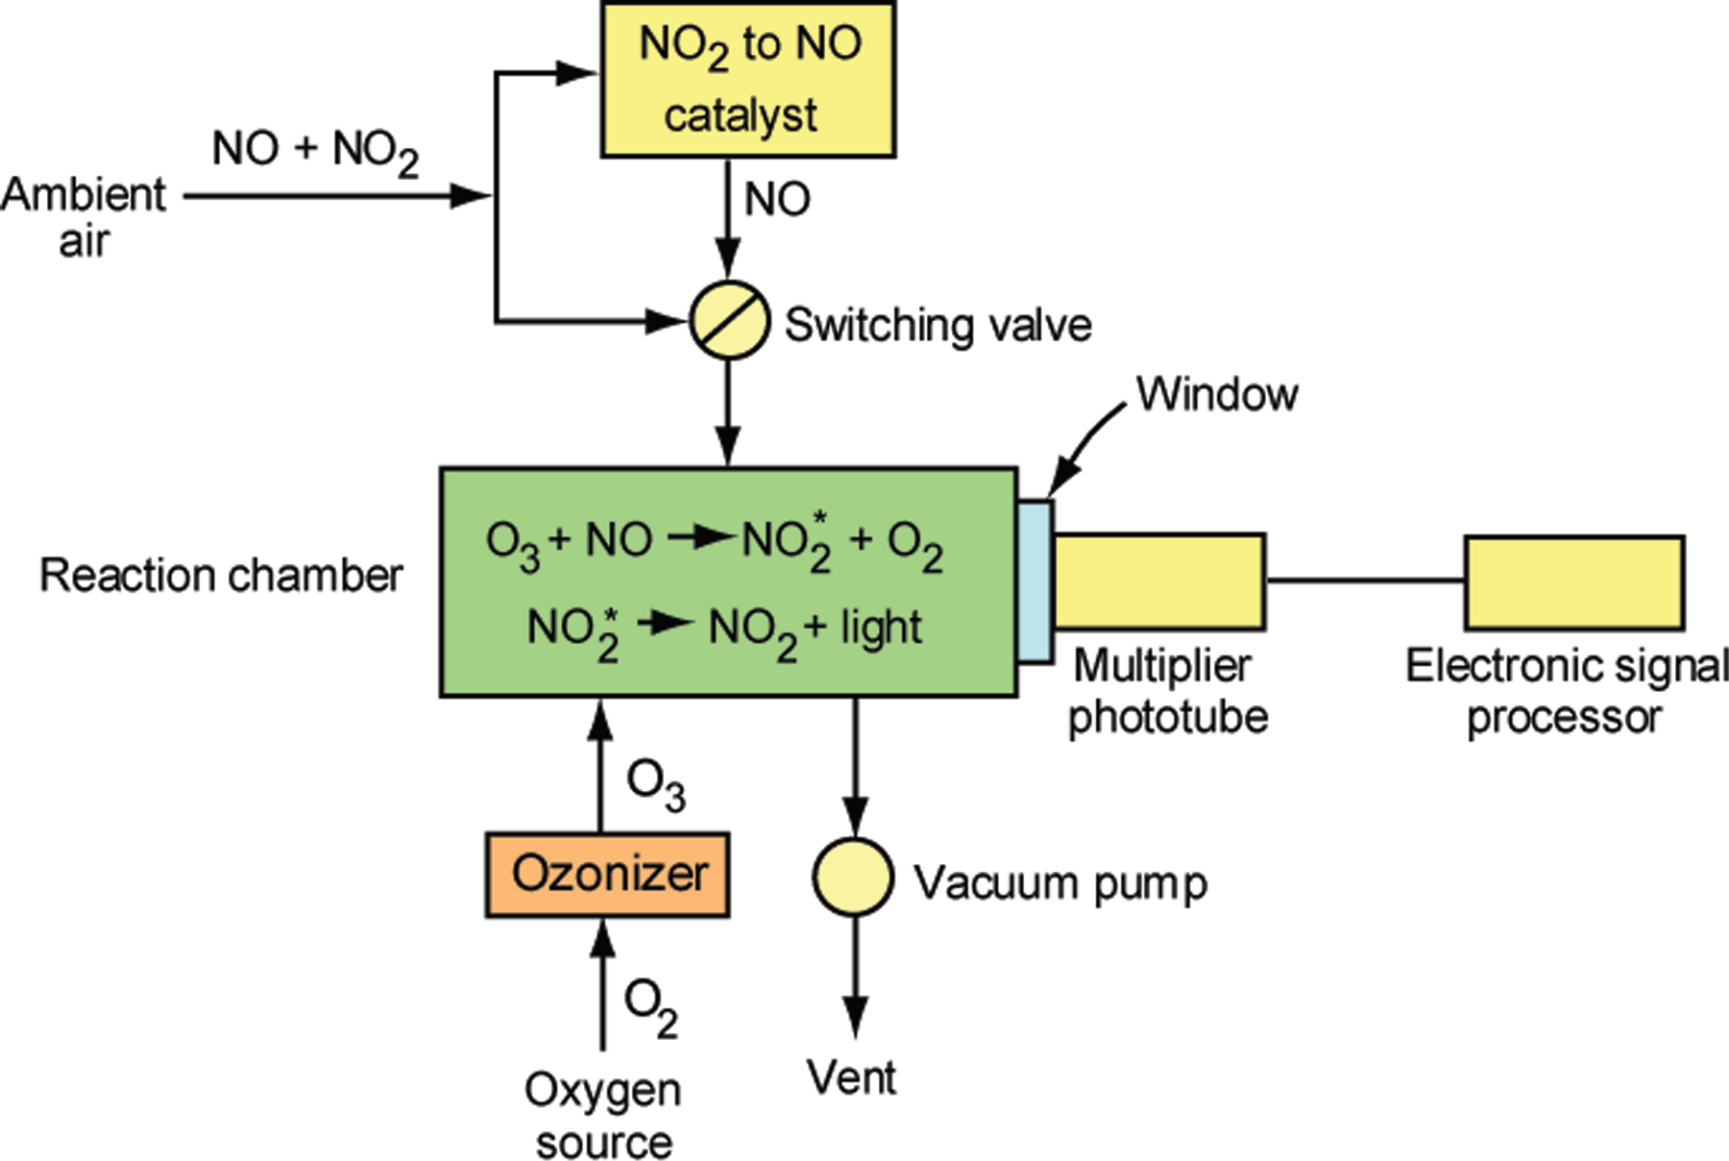 NO₂ to NO
catalyst
NO + NO₂
Ambient
air
NO
Switching valve
Window
O₃ + NO → NO₂* + O₂
NO₂* → NO₂ + light
Reaction chamber
Multiplier
phototube
Electronic signal
processor
O₃
Ozonizer
Vacuum pump
O₂
Oxygen
source
Vent